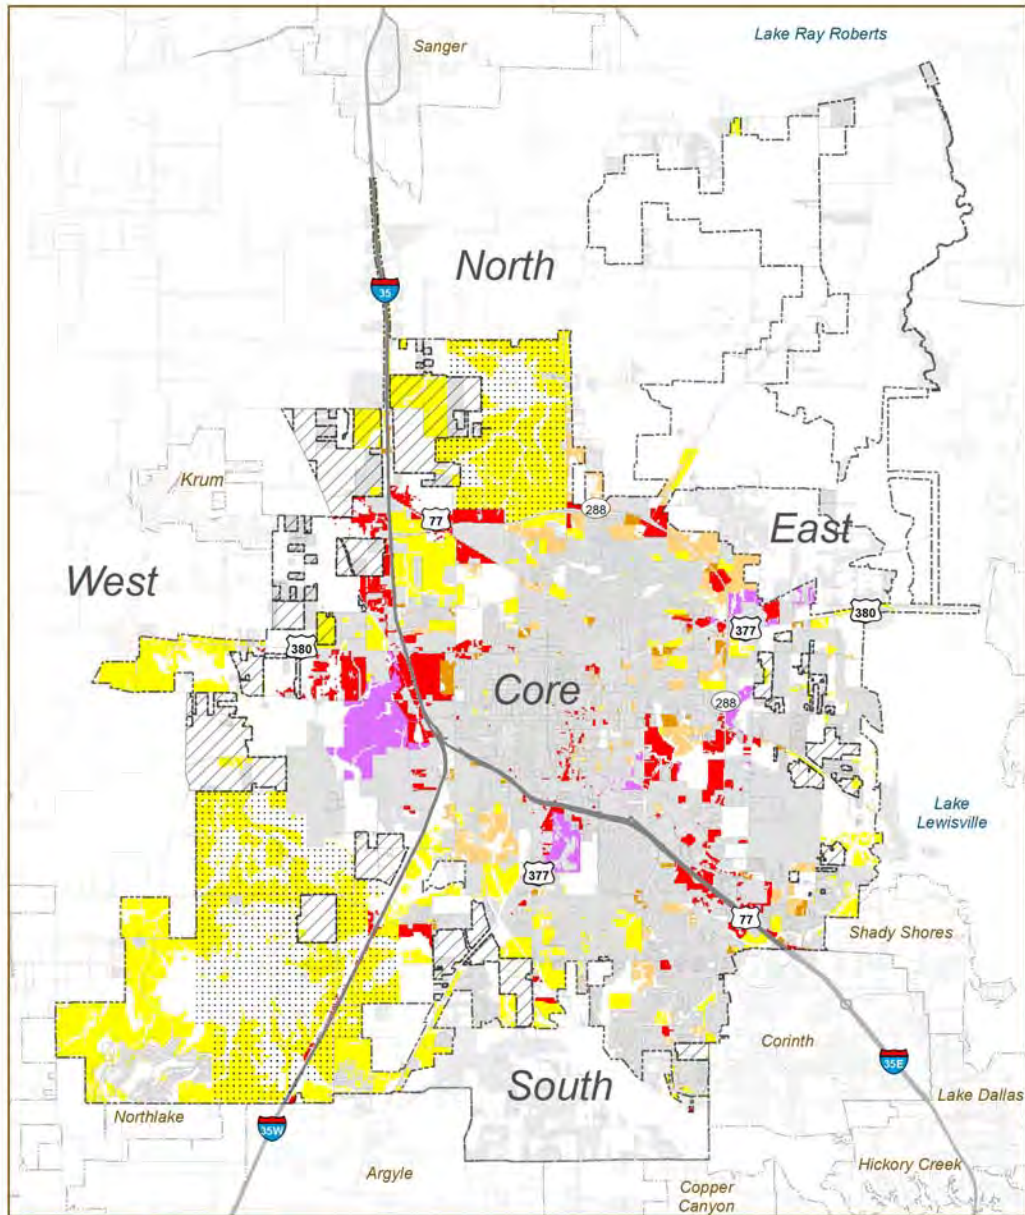 Sanger
Lake Ray Roberts
North
35
Krum
77
288
East
West
380
377
380
Core
288
Lake
Lewisville
377
77
Shady Shores
Corinth
South
35E
Lake Dallas
Northlake
35W
Argyle
Hickory Creek
Copper
Canyon